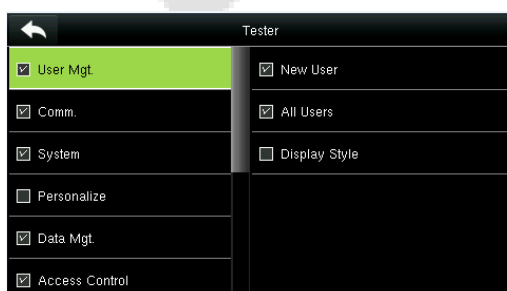 Tester
User Mgt.
New User
Comm.
All Users
System
Display Style
Personalize
Data Mgt.
Access Control